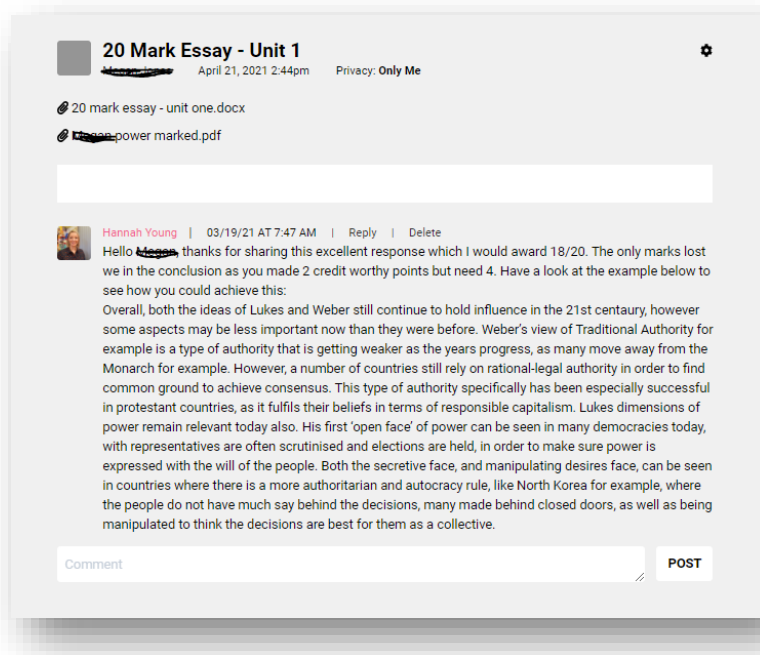 20 Mark Essay - Unit 1
April 21, 2021 2:44pm Privacy: Only Me
20 mark essay - unit one.docx
power marked.pdf
Hannah Young | 03/19/21 AT 7:47 AM | Reply | Delete
Hello thanks for sharing this excellent response which I would award 18/20. The only marks lost
we in the conclusion as you made 2 credit worthy points but need 4. Have a look at the example below to
see how you could achieve this:
Overall, both the ideas of Lukes and Weber still continue to hold influence in the 21st centaury, however
some aspects may be less important now than they were before. Weber's view of Traditional Authority for
example is a type of authority that is getting weaker as the years progress, as many move away from the
Monarch for example. However, a number of countries still rely on rational-legal authority in order to find
common ground to achieve consensus. This type of authority specifically has been especially successful
in protestant countries, as it fulfils their beliefs in terms of responsible capitalism. Lukes dimensions of
power remain relevant today also. His first 'open face' of power can be seen in many democracies today,
with representatives are often scrutinised and elections are held, in order to make sure power is
expressed with the will of the people. Both the secretive face, and manipulating desires face, can be seen
in countries where there is a more authoritarian and autocracy rule, like North Korea for example, where
the people do not have much say behind the decisions, many made behind closed doors, as well as being
manipulated to think the decisions are best for them as a collective.
Comment
POST